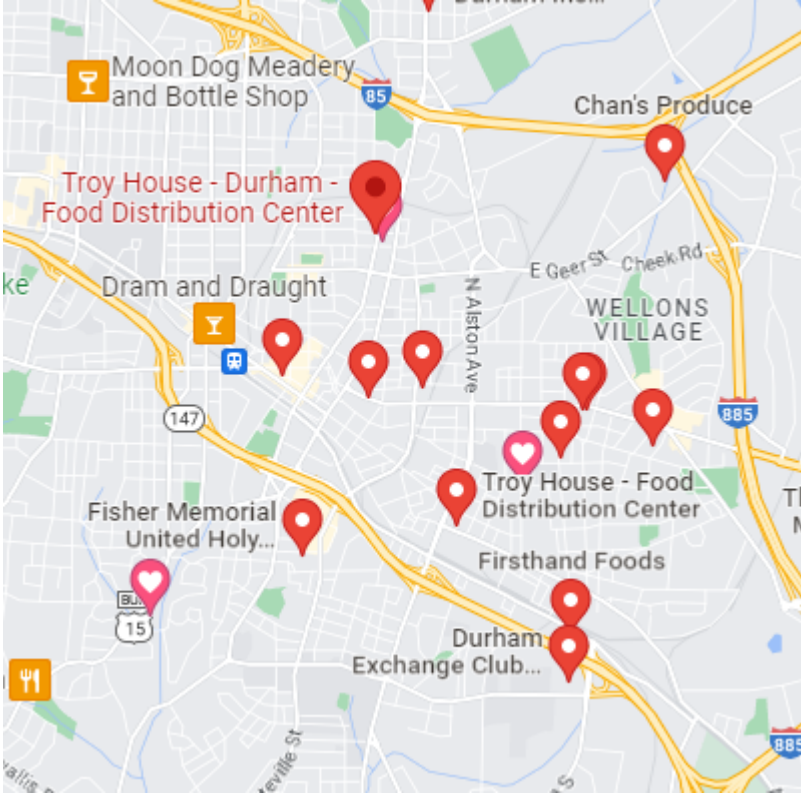 Moon Dog Meadery
and Bottle Shop
85
Chan's Produce
Troy House - Durham -
Food Distribution Center
E Geer St
Cheek Rd
ke
Dram and Draught
N Alston Ave
WELLONS
VILLAGE
147
885
Troy House - Food
Distribution Center
Fisher Memorial
United Holy...
Firsthand Foods
15
Durham
Exchange Club...
885